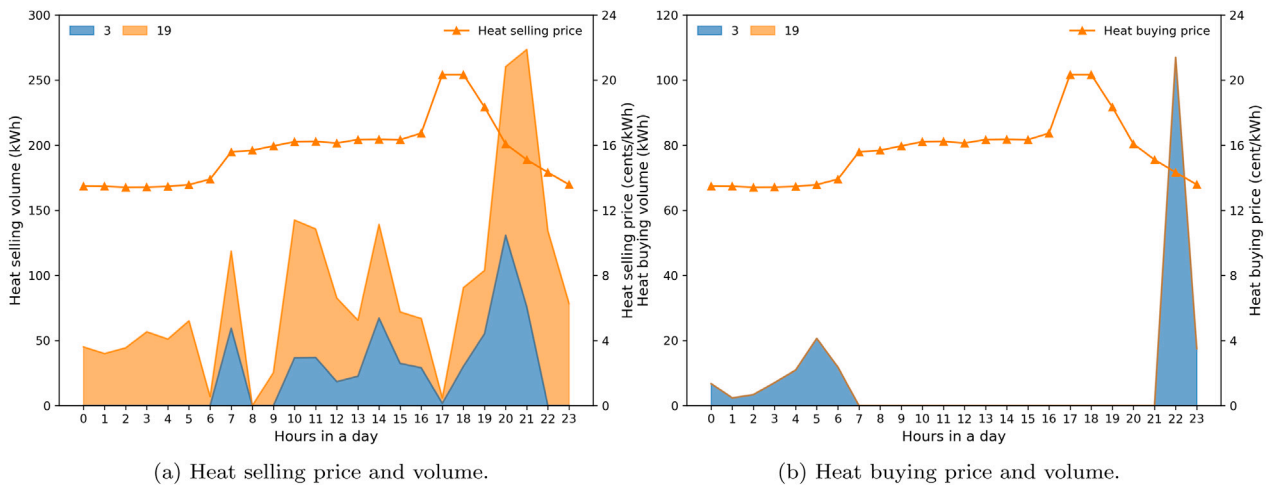 3 19 Heat selling price
300
250
200
150
100
50
0
Heat selling volume (kWh)
24
20
16
12
8
4
0
Heat selling price (cents/kWh)
0 1 2 3 4 5 6 7 8 9 10 11 12 13 14 15 16 17 18 19 20 21 22 23
Hours in a day
(a) Heat selling price and volume.
3 19 Heat buying price
120
100
80
60
40
20
0
Heat buying volume (kWh)
24
20
16
12
8
4
0
Heat buying price (cent/kWh)
0 1 2 3 4 5 6 7 8 9 10 11 12 13 14 15 16 17 18 19 20 21 22 23
Hours in a day
(b) Heat buying price and volume.